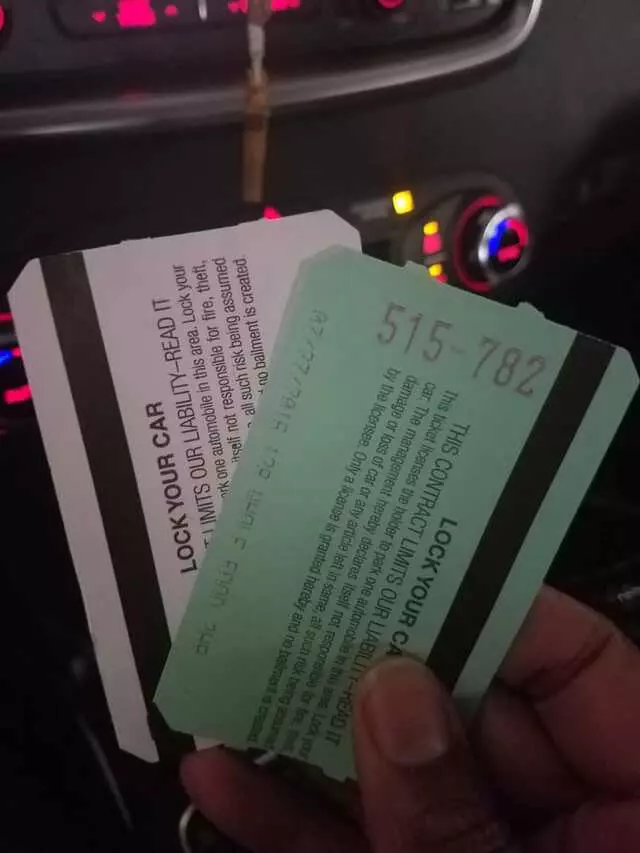 LOCK YOUR CAR
LIMITS OUR LIABILITY–READ IT
one automobile in this area. Lock your
itself not responsible for fire, theft,
all such risk being assumed
no bailment is created.
515-782
LOCK YOUR
THIS CONTRACT LIMITS OUR LIABILITY–READ IT
This ticket licenses the holder to park one automobile in this area. Lock your
car. The management hereby declares itself not responsible for fire, theft,
damage or loss of car or any article left in same, all such risk being assumed
by the licensee. Only a license is granted hereby and no bailment is created.